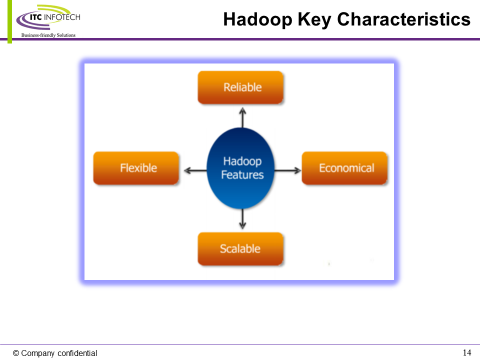 ITC INFOTECH
Business-friendly Solutions
Hadoop Key Characteristics
Reliable
Flexible
Hadoop
Features
Economical
Scalable
© Company confidential
14